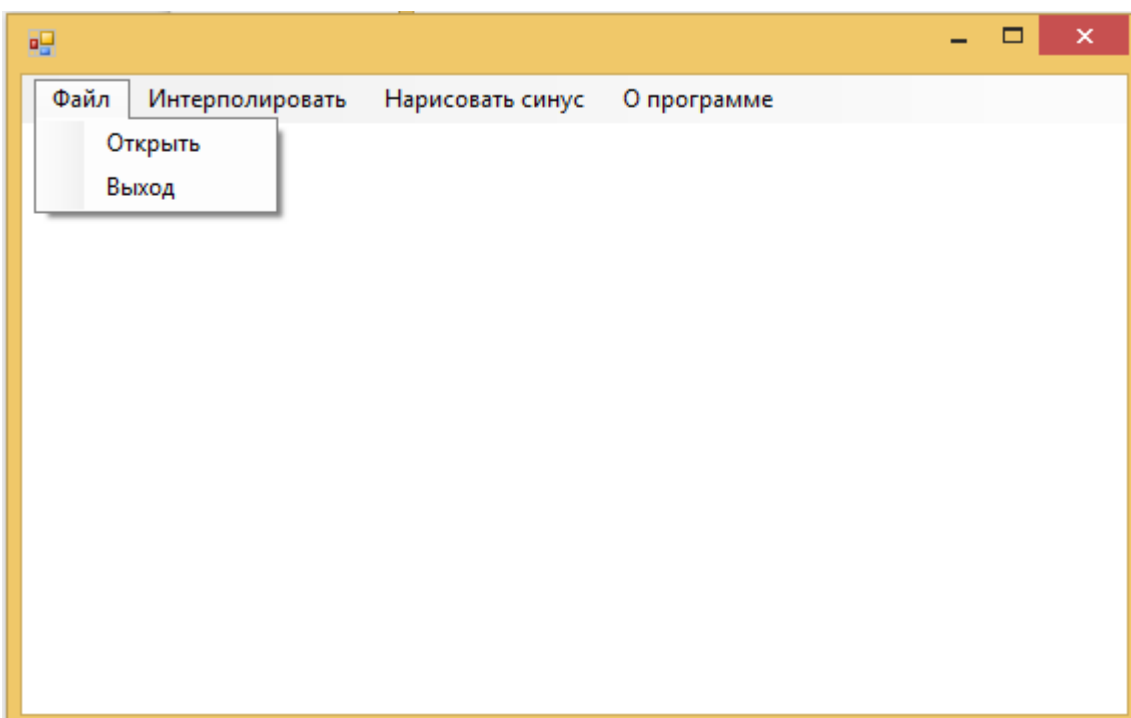 Файл Интерполировать Нарисовать синус О программе
Открыть
Выход